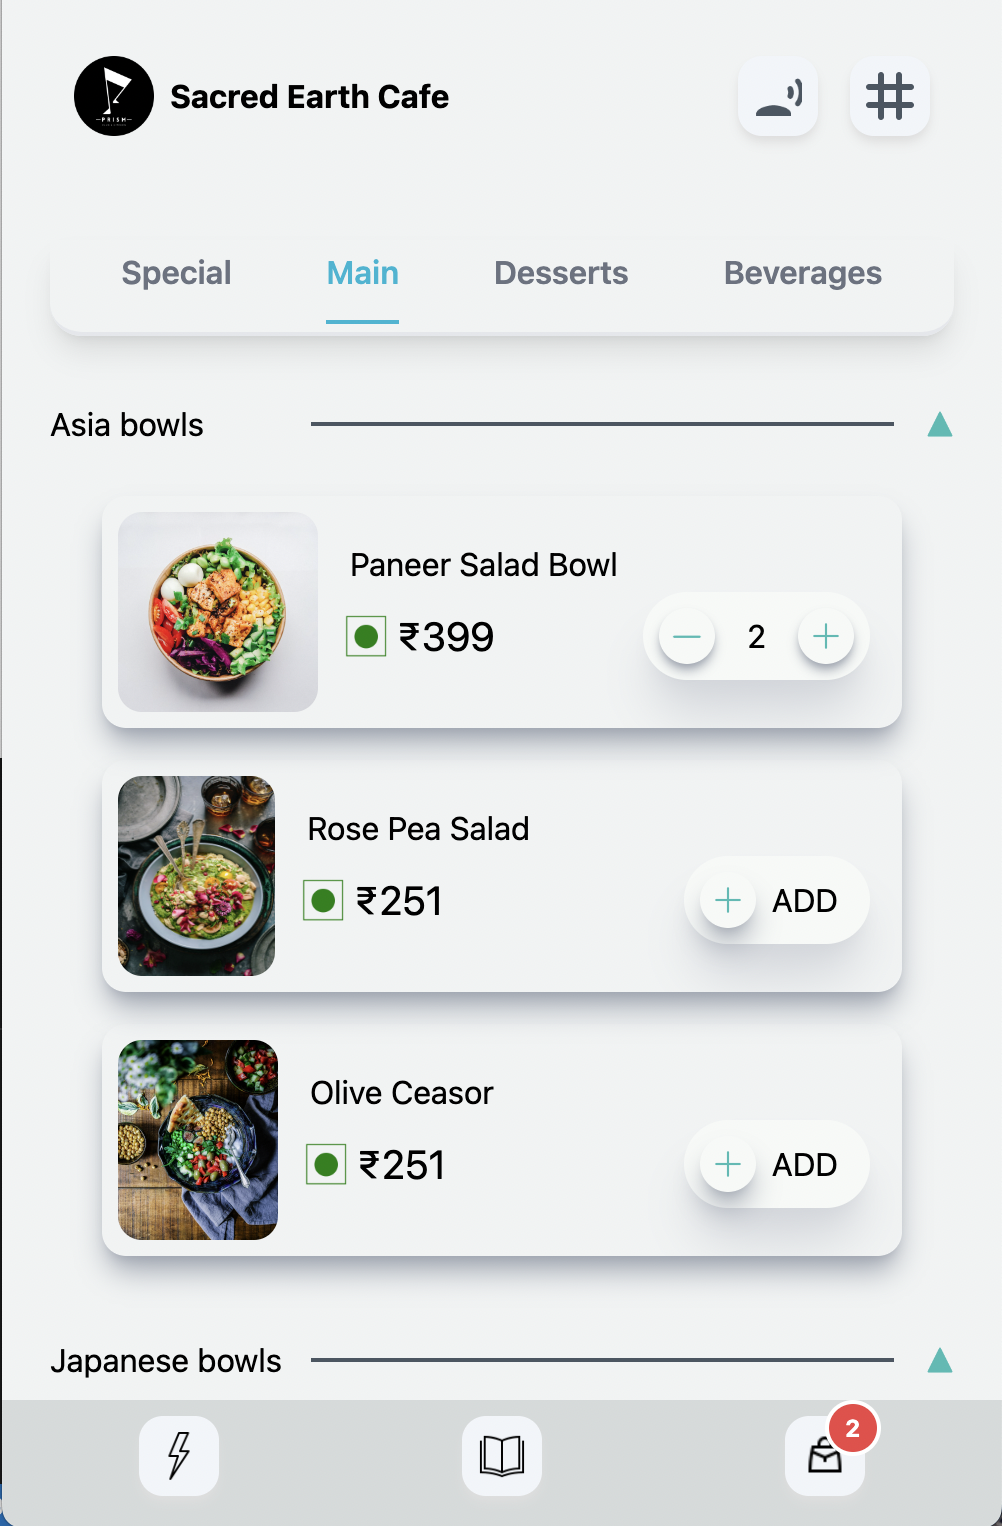 PRISM
Sacred Earth Cafe
Special Main Desserts Beverages
Asia bowls
Paneer Salad Bowl
₹399 2
Rose Pea Salad
₹251 ADD
Olive Ceasor
₹251 ADD
Japanese bowls
2